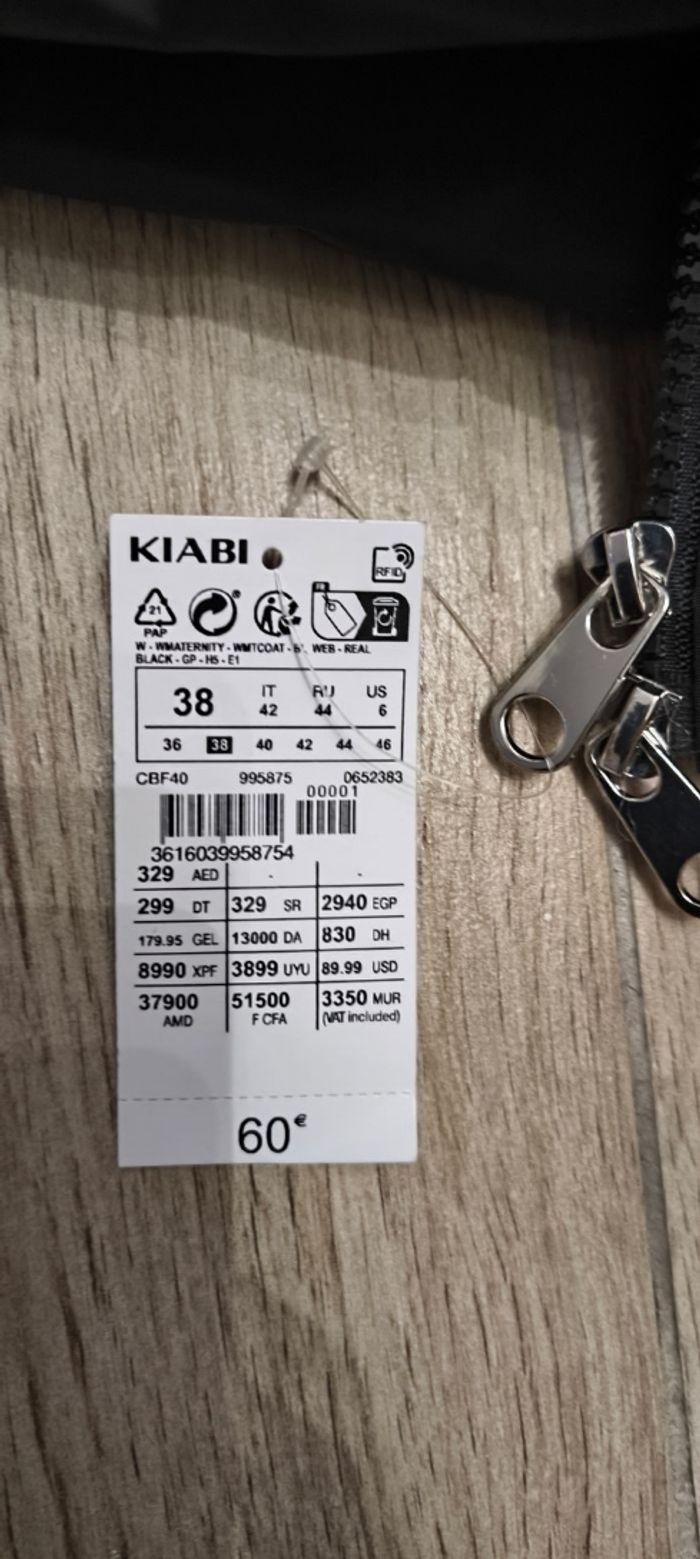 KIABI
RFID
21
PAP
FR
W - WMATERNITY - WMTCOAT - WEB - REAL
BLACK - GP - H5 - E1
38 IT RU US
42 44 6
36 38 40 42 44 46
CBF40 995875 0652383
00001
3616039958754
329 AED - -
299 DT 329 SR 2940 EGP
179.95 GEL 13000 DA 830 DH
8990 XPF 3899 UYU 89.99 USD
37900 51500 3350 MUR
AMD F CFA (VAT included)
60€